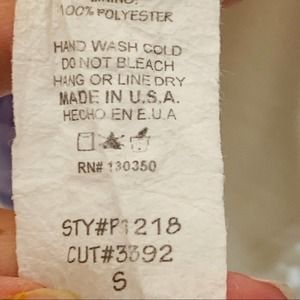 100% POLYESTER
HAND WASH COLD
DO NOT BLEACH
HANG OR LINE DRY
MADE IN U.S.A.
HECHO EN E.U.A
RN# 130350
STY#P1218
CUT#3392
S